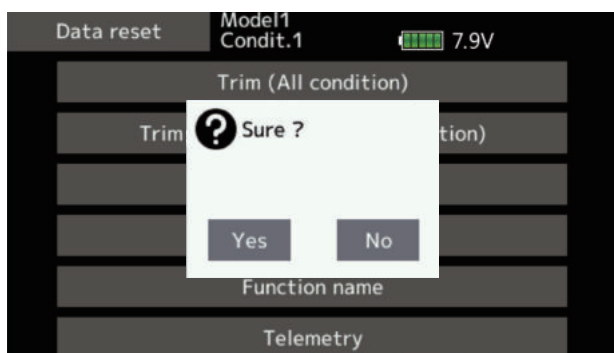 Data reset
Model1
Condit.1
7.9V
Trim (All condition)
Trim
tion)
Sure ?
Yes
No
Function name
Telemetry